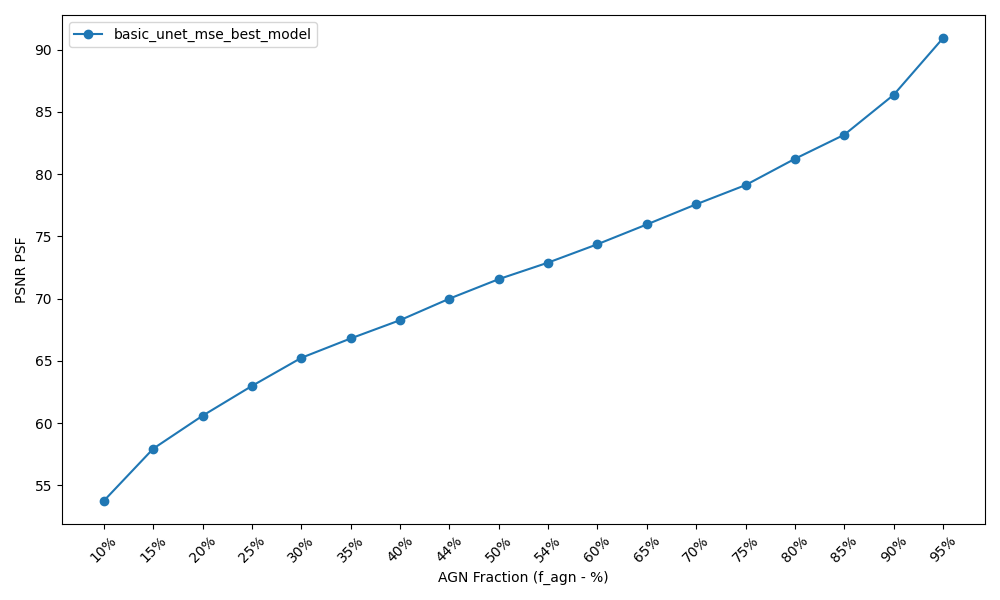 basic_unet_mse_best_model
90
85
80
75
70
65
60
55
PSNR PSF
10% 15% 20% 25% 30% 35% 40% 44% 50% 54% 60% 65% 70% 75% 80% 85% 90% 95%
AGN Fraction (f_agn - %)